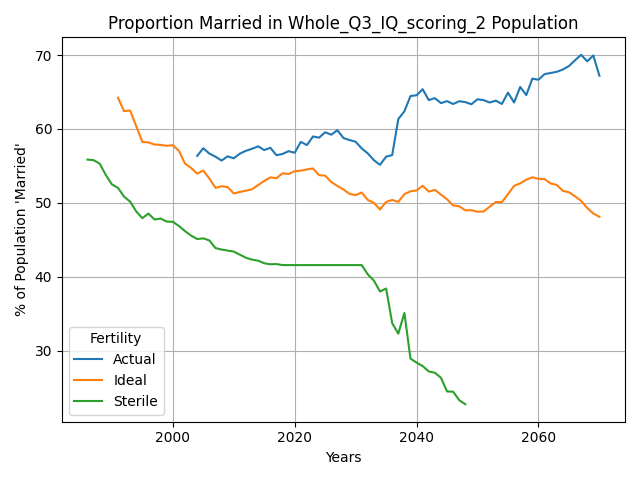 Proportion Married in Whole_Q3_IQ_scoring_2 Population
% of Population 'Married'
70
60
50
40
30
Fertility
Actual
Ideal
Sterile
2000 2020 2040 2060
Years